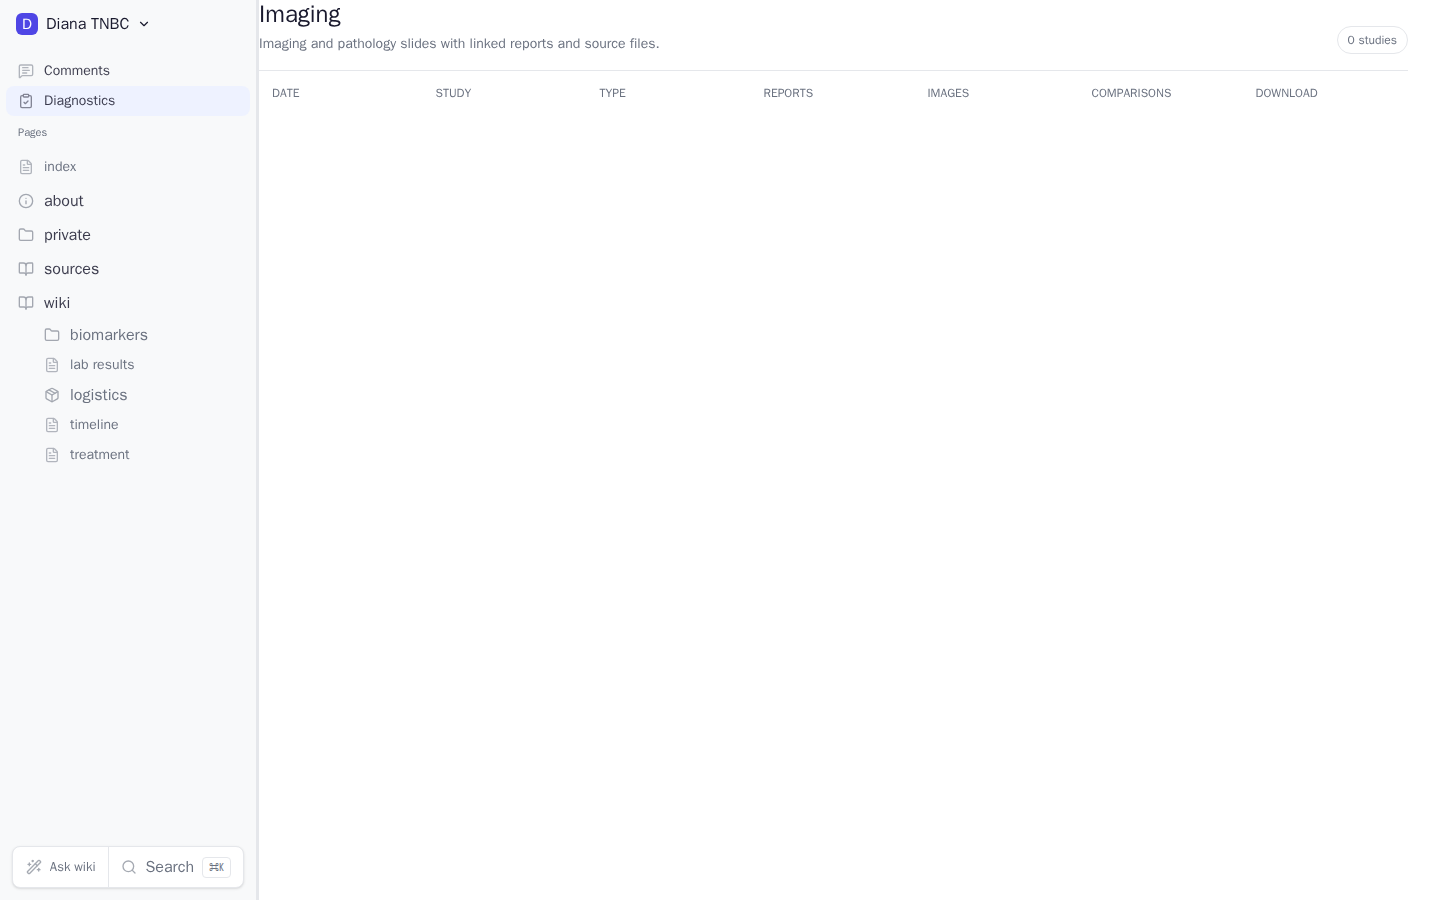 D Diana TNBC
Comments
Diagnostics
Pages
index
about
private
sources
wiki
biomarkers
lab results
logistics
timeline
treatment
Ask wiki
Search ⌘K
Imaging
Imaging and pathology slides with linked reports and source files.
0 studies
DATE STUDY TYPE REPORTS IMAGES COMPARISONS DOWNLOAD